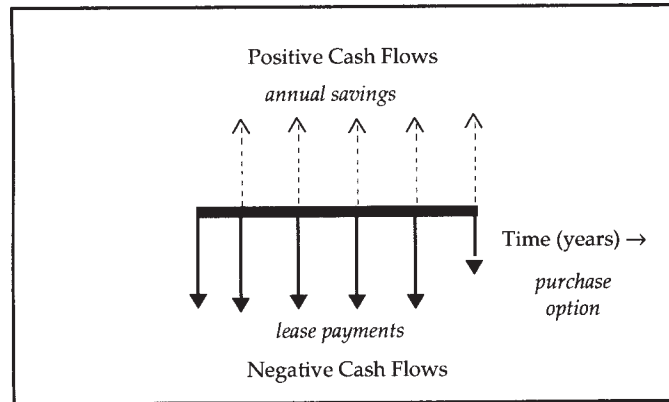 Positive Cash Flows
annual savings
Time (years) →
purchase
option
lease payments
Negative Cash Flows